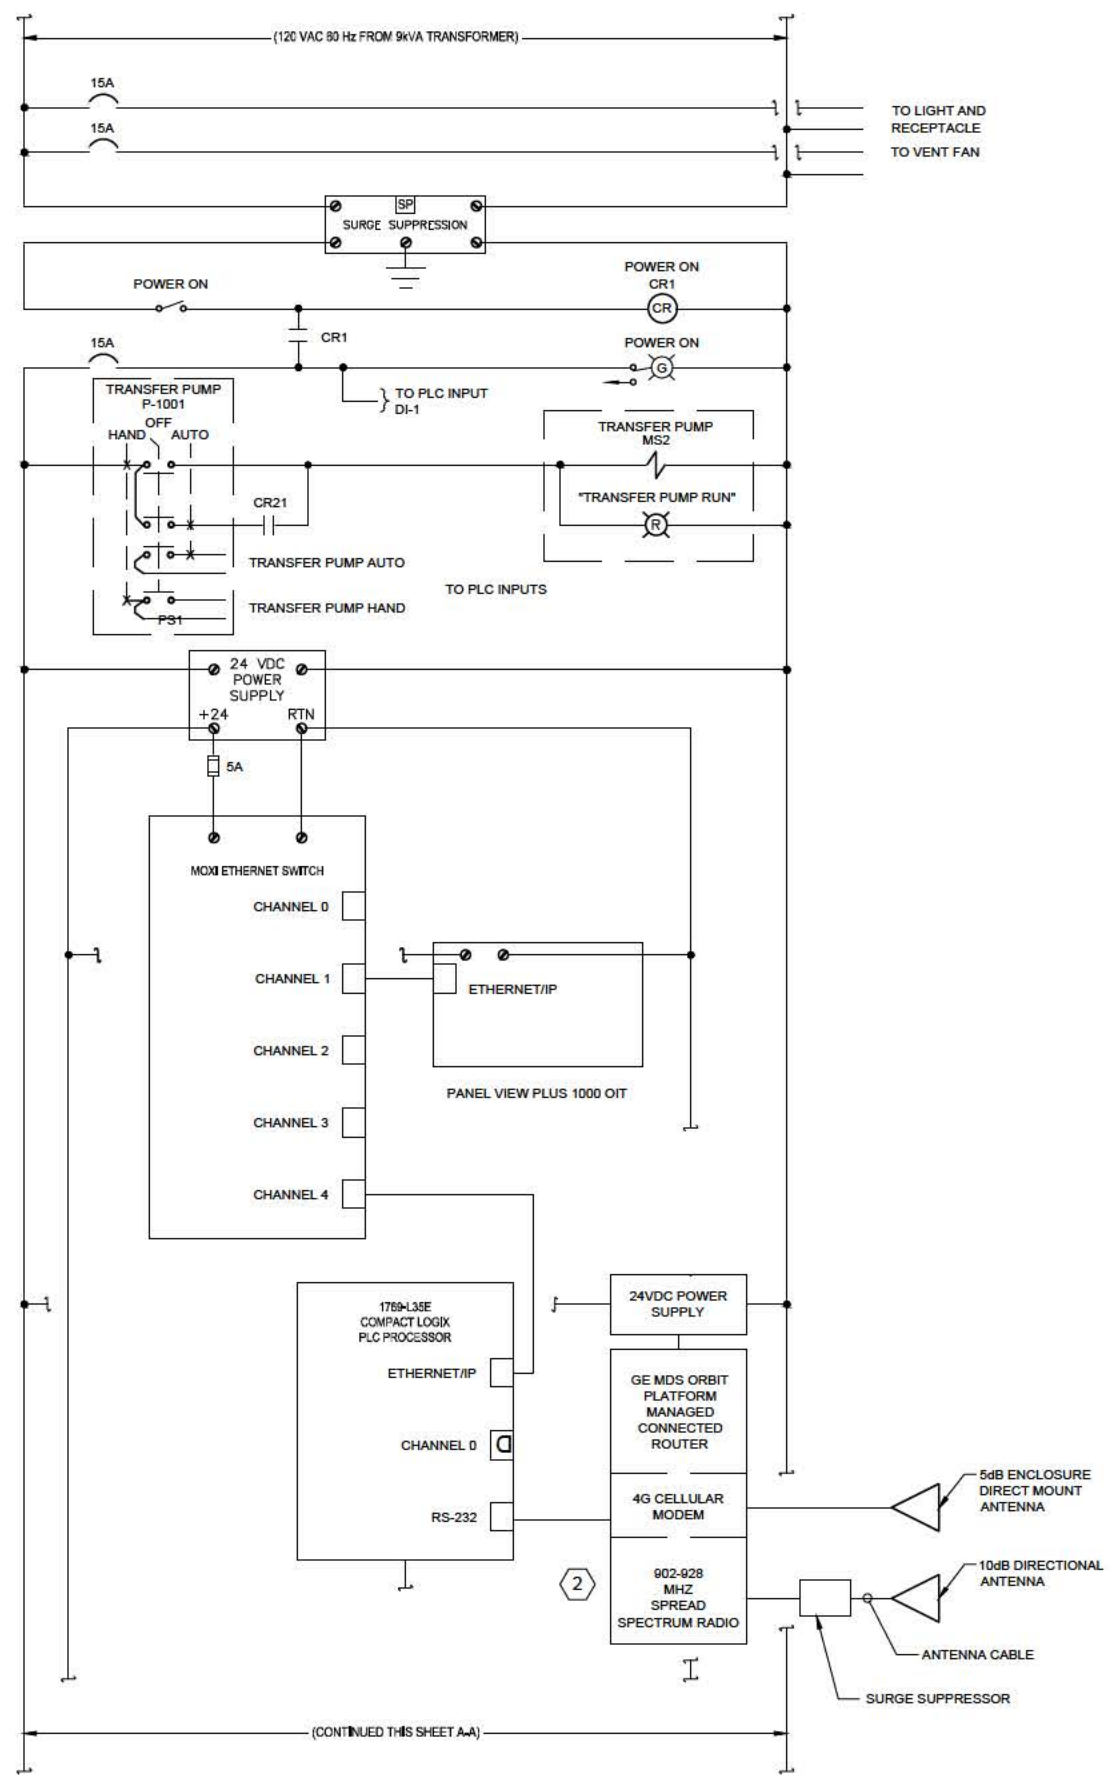 (120 VAC 60 Hz FROM 9kVA TRANSFORMER)
15A
TO LIGHT AND
RECEPTACLE
15A
TO VENT FAN
SP
SURGE SUPPRESSION
POWER ON
POWER ON
CR1
CR
CR1
15A
POWER ON
G
TO PLC INPUT
DI-1
TRANSFER PUMP
P-1001
OFF
HAND
AUTO
TRANSFER PUMP
MS2
CR21
"TRANSFER PUMP RUN"
R
TRANSFER PUMP AUTO
TO PLC INPUTS
TRANSFER PUMP HAND
PS1
24 VDC
POWER
SUPPLY
+24
RTN
5A
MOXI ETHERNET SWITCH
CHANNEL 0
CHANNEL 1
ETHERNET/IP
CHANNEL 2
PANEL VIEW PLUS 1000 OIT
CHANNEL 3
CHANNEL 4
1769-L35E
COMPACT LOGIX
PLC PROCESSOR
ETHERNET/IP
CHANNEL 0
D
RS-232
24VDC POWER
SUPPLY
GE MDS ORBIT
PLATFORM
MANAGED
CONNECTED
ROUTER
4G CELLULAR
MODEM
5dB ENCLOSURE
DIRECT MOUNT
ANTENNA
2
902-928
MHZ
SPREAD
SPECTRUM RADIO
10dB DIRECTIONAL
ANTENNA
ANTENNA CABLE
SURGE SUPPRESSOR
(CONTINUED THIS SHEET A-A)